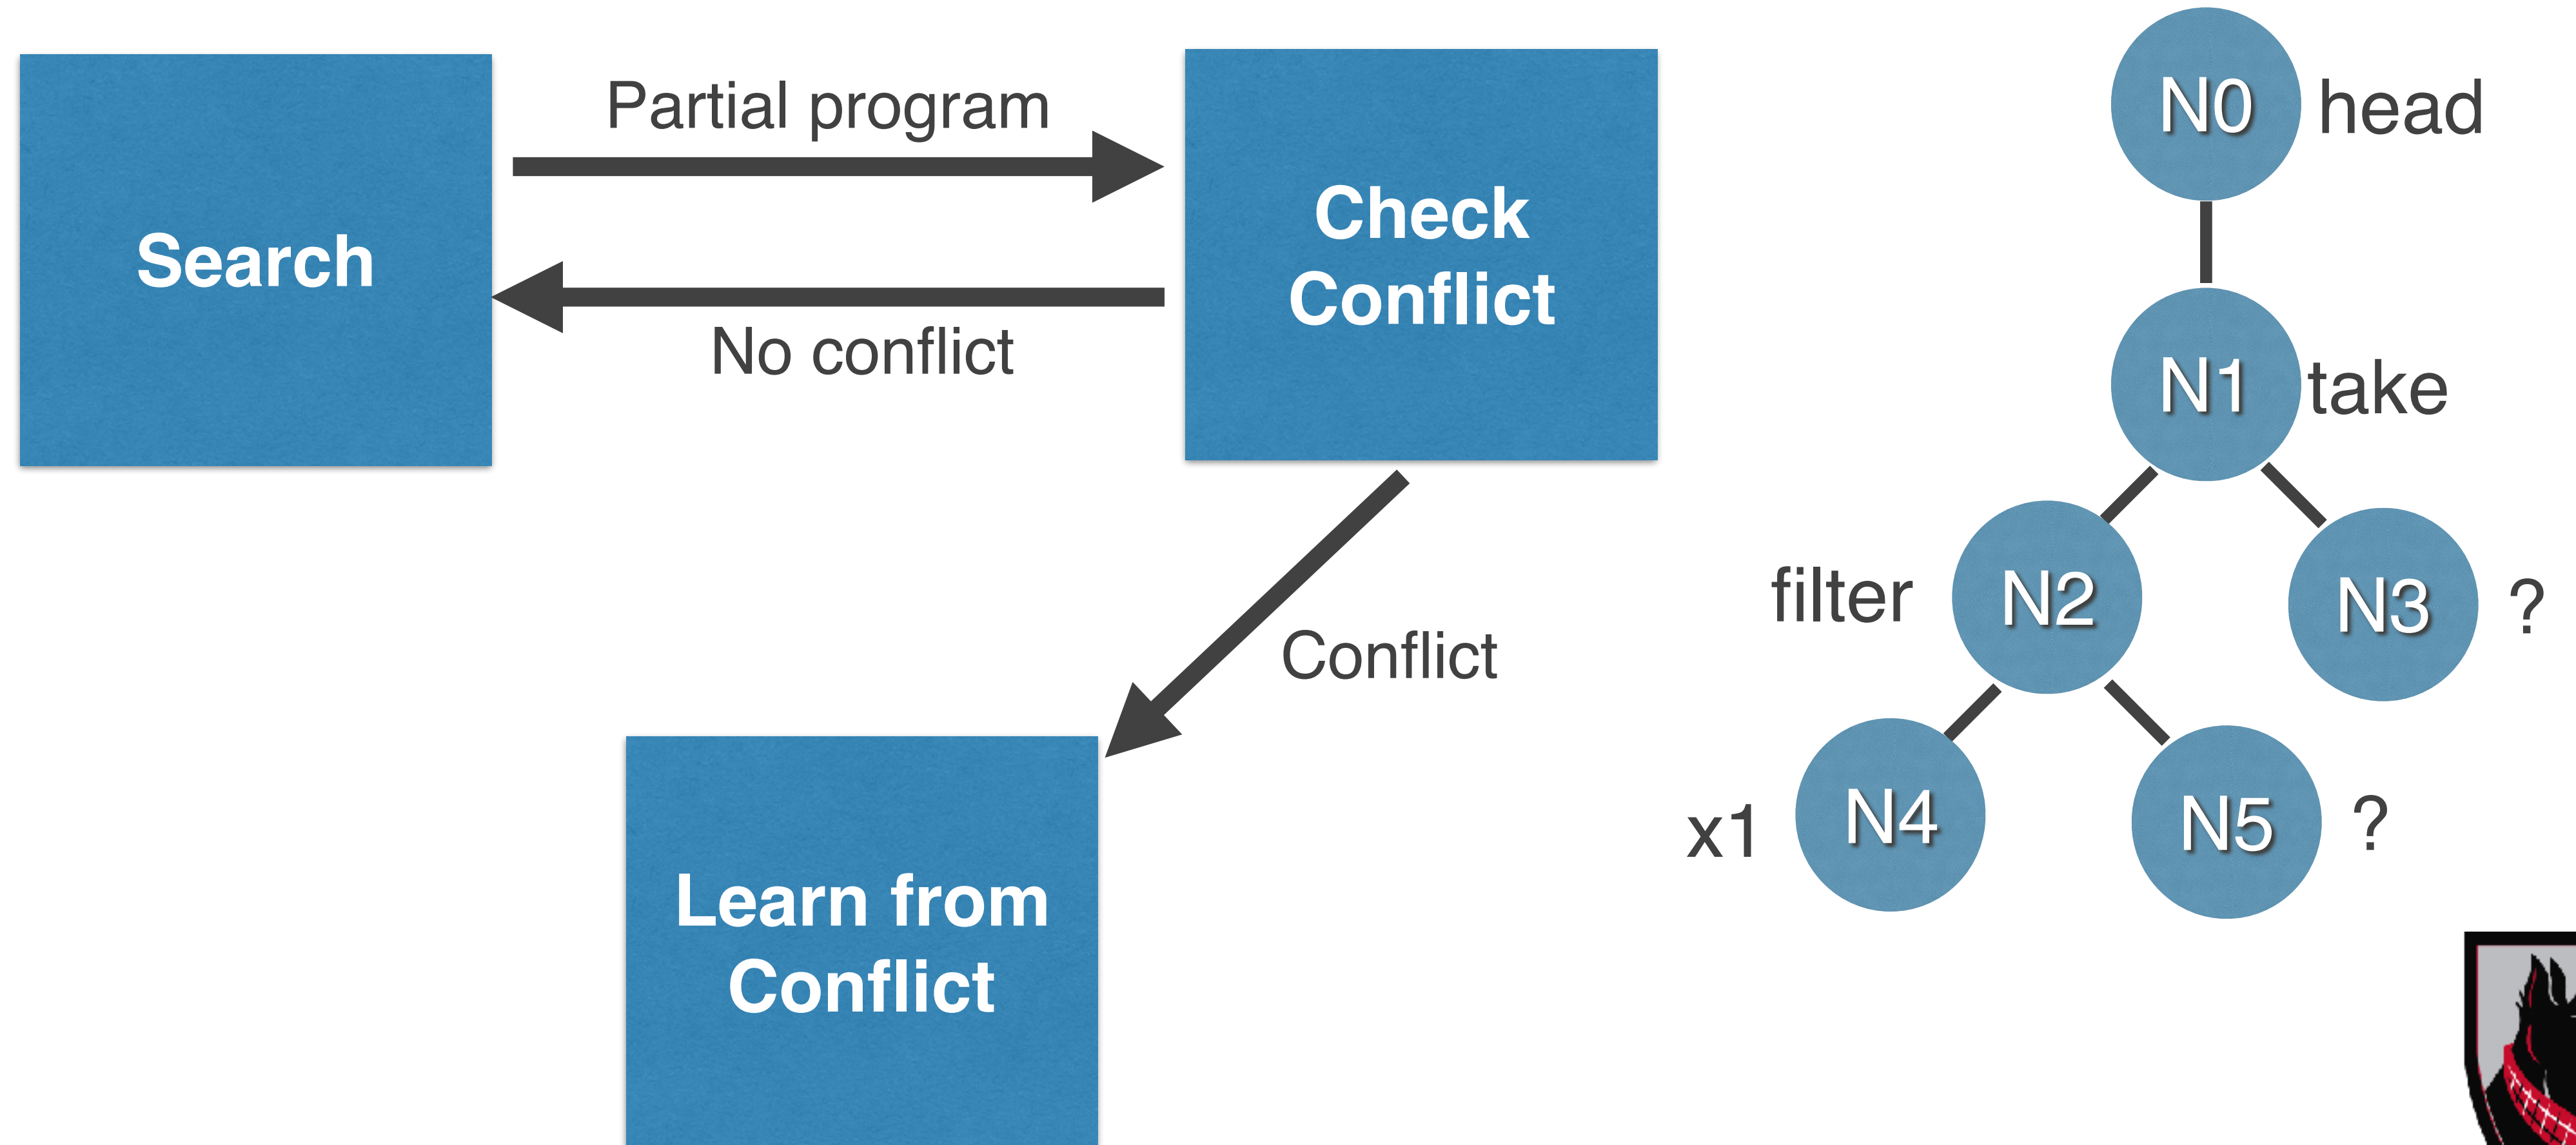 Search
Partial program
No conflict
Check
Conflict
Conflict
Learn from
Conflict
N0 head
N1 take
filter N2
N3 ?
x1 N4
N5 ?